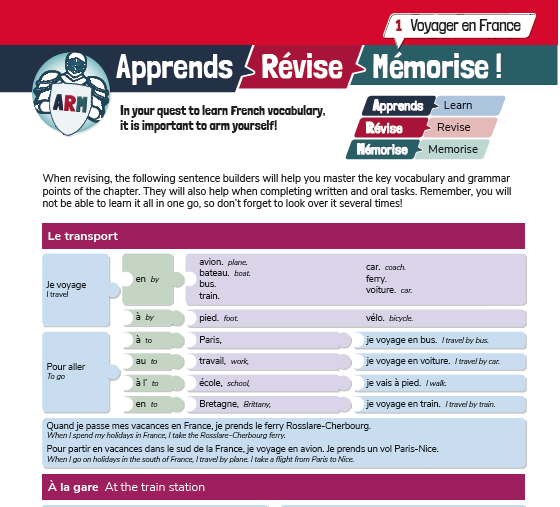 1 Voyager en France
Apprends Révise Mémorise !
ARM
In your quest to learn French vocabulary,
it is important to arm yourself!
Apprends Learn
Révise Revise
Mémorise Memorise
When revising, the following sentence builders will help you master the key vocabulary and grammar
points of the chapter. They will also help when completing written and oral tasks. Remember, you will
not be able to learn it all in one go, so don't forget to look over it several times!
Le transport
Je voyage
I travel
en by
avion. plane.
bateau. boat.
bus.
train.
car. coach.
ferry.
voiture. car.
à by
pied. foot.
vélo. bicycle.
Pour aller
To go
à to Paris, je voyage en bus. I travel by bus.
au to travail, work, je voyage en voiture. I travel by car.
à l' to école, school, je vais à pied. I walk.
en to Bretagne, Brittany, je voyage en train. I travel by train.
Quand je passe mes vacances en France, je prends le ferry Rosslare-Cherbourg.
When I spend my holidays in France, I take the Rosslare-Cherbourg ferry.
Pour partir en vacances dans le sud de la France, je voyage en avion. Je prends un vol Paris-Nice.
When I go on holidays in the south of France, I travel by plane. I take a flight from Paris to Nice.
À la gare At the train station